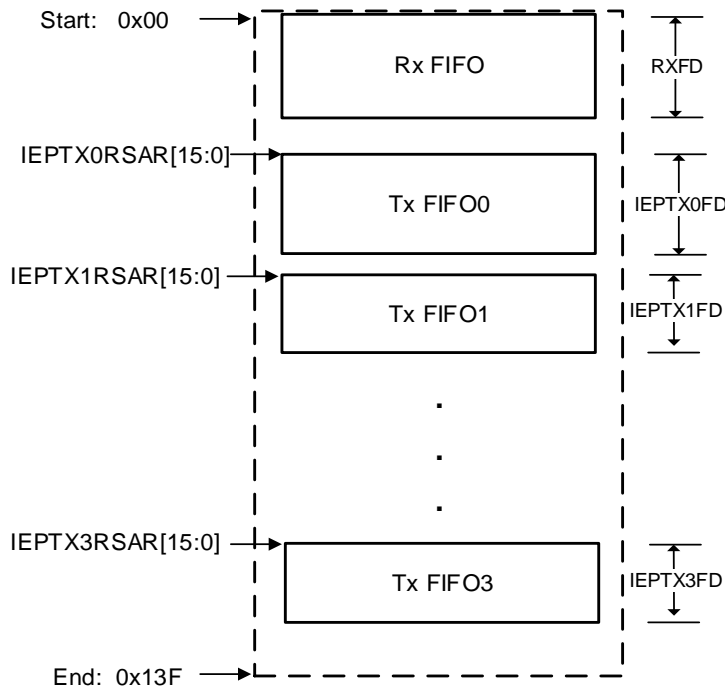 Start: 0x00
Rx FIFO
RXFD
IEPTX0RSAR[15:0]
Tx FIFO0
IEPTX0FD
IEPTX1RSAR[15:0]
Tx FIFO1
IEPTX1FD
.
.
.
IEPTX3RSAR[15:0]
Tx FIFO3
IEPTX3FD
End: 0x13F